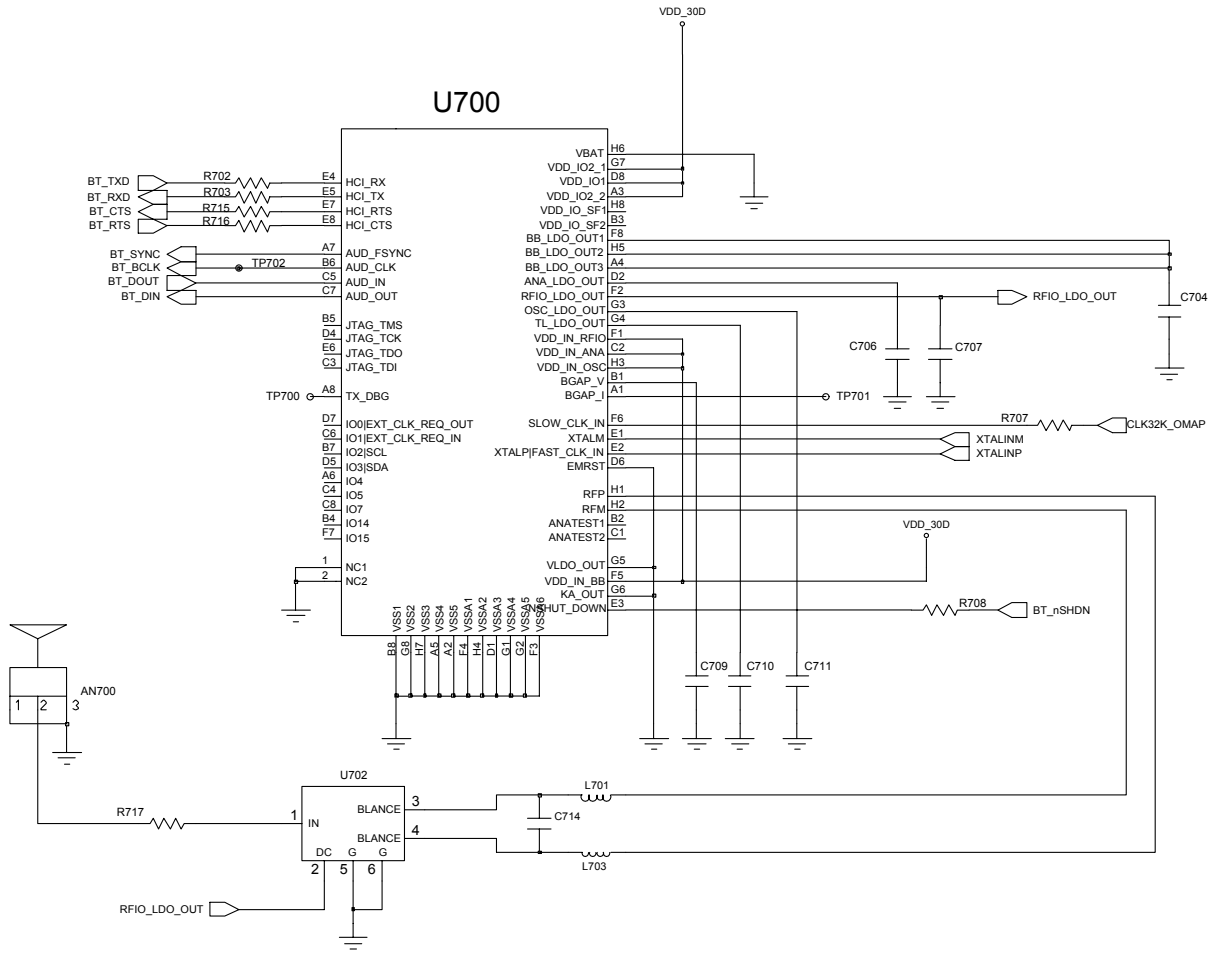 VDD_30D
U700
BT_TXD R702 E4 HCI_RX
BT_RXD R703 E5 HCI_TX
BT_CTS R715 E7 HCI_RTS
BT_RTS R716 E8 HCI_CTS
BT_SYNC A7 AUD_FSYNC
BT_BCLK TP702 B6 AUD_CLK
BT_DOUT C5 AUD_IN
BT_DIN C7 AUD_OUT
B5 JTAG_TMS
D4 JTAG_TCK
E6 JTAG_TDO
C3 JTAG_TDI
TP700 A8 TX_DBG
D7 IO0|EXT_CLK_REQ_OUT
C6 IO1|EXT_CLK_REQ_IN
B7 IO2|SCL
D5 IO3|SDA
A6 IO4
C4 IO5
C8 IO7
B4 IO14
F7 IO15
1 NC1
2 NC2
VBAT H6
VDD_IO2_1 G7
VDD_IO1 D8
VDD_IO2_2 A3
VDD_IO_SF1 H8
VDD_IO_SF2 B3
BB_LDO_OUT1 F8
BB_LDO_OUT2 H5
BB_LDO_OUT3 A4
ANA_LDO_OUT D2
RFIO_LDO_OUT F2 RFIO_LDO_OUT
OSC_LDO_OUT G3
TL_LDO_OUT G4
VDD_IN_RFIO F1
VDD_IN_ANA C2
VDD_IN_OSC H3
BGAP_V B1
BGAP_I A1 TP701
C704
C706 C707
SLOW_CLK_IN F6 R707 CLK32K_OMAP
XTALM E1 XTALINM
XTALP|FAST_CLK_IN E2 XTALINP
EMRST D6
RFP H1
RFM H2
ANATEST1 B2
ANATEST2 C1
VDD_30D
VLDO_OUT G5
VDD_IN_BB F5
KA_OUT G6
NSHUT_DOWN E3 R708 BT_nSHDN
VSS1 VSS2 VSS3 VSS4 VSS5 VSSA1 VSSA2 VSSA3 VSSA4 VSSA5 VSSA6
B8 G8 H7 A5 A2 F4 H4 D1 G1 G2 F3
C709 C710 C711
AN700
1 2 3
U702
R717 1 IN
BLANCE 3
BLANCE 4
DC G G
2 5 6
RFIO_LDO_OUT
L701
C714
L703